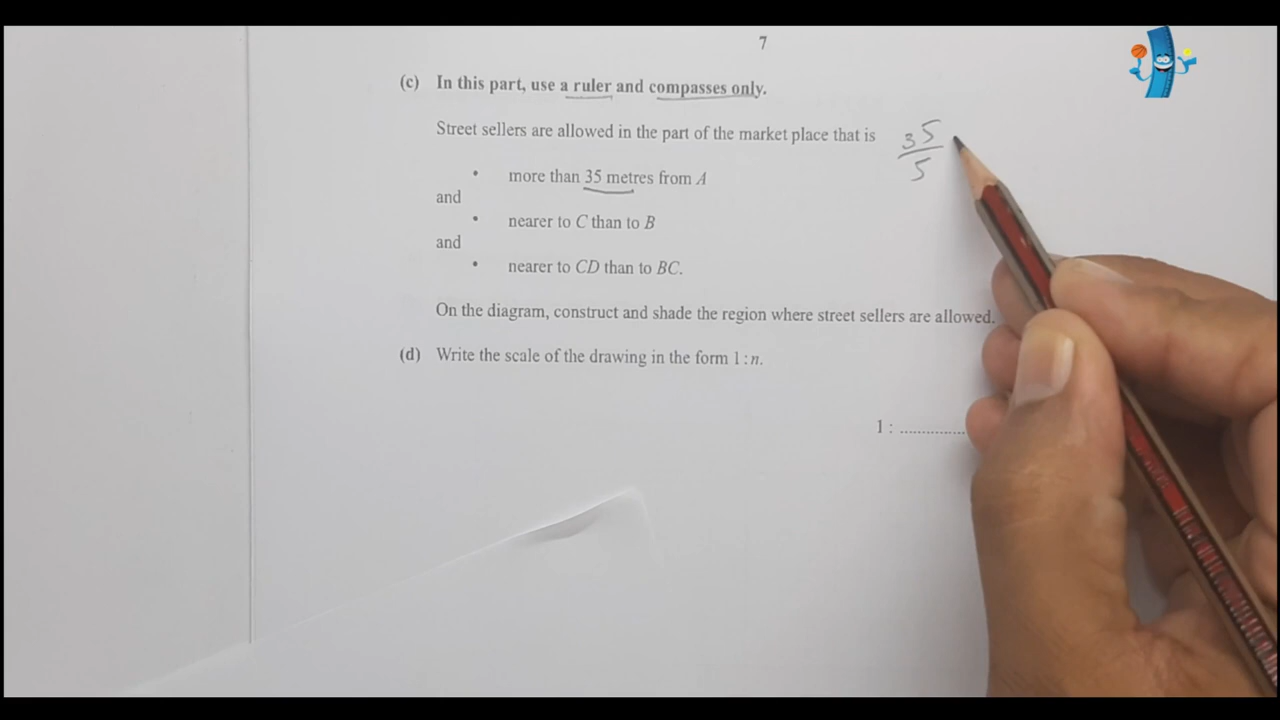 7
(c) In this part, use a ruler and compasses only.
Street sellers are allowed in the part of the market place that is
35
5
• more than 35 metres from A
and
• nearer to C than to B
and
• nearer to CD than to BC.
On the diagram, construct and shade the region where street sellers are allowed.
(d) Write the scale of the drawing in the form 1 : n.
1 : ...............